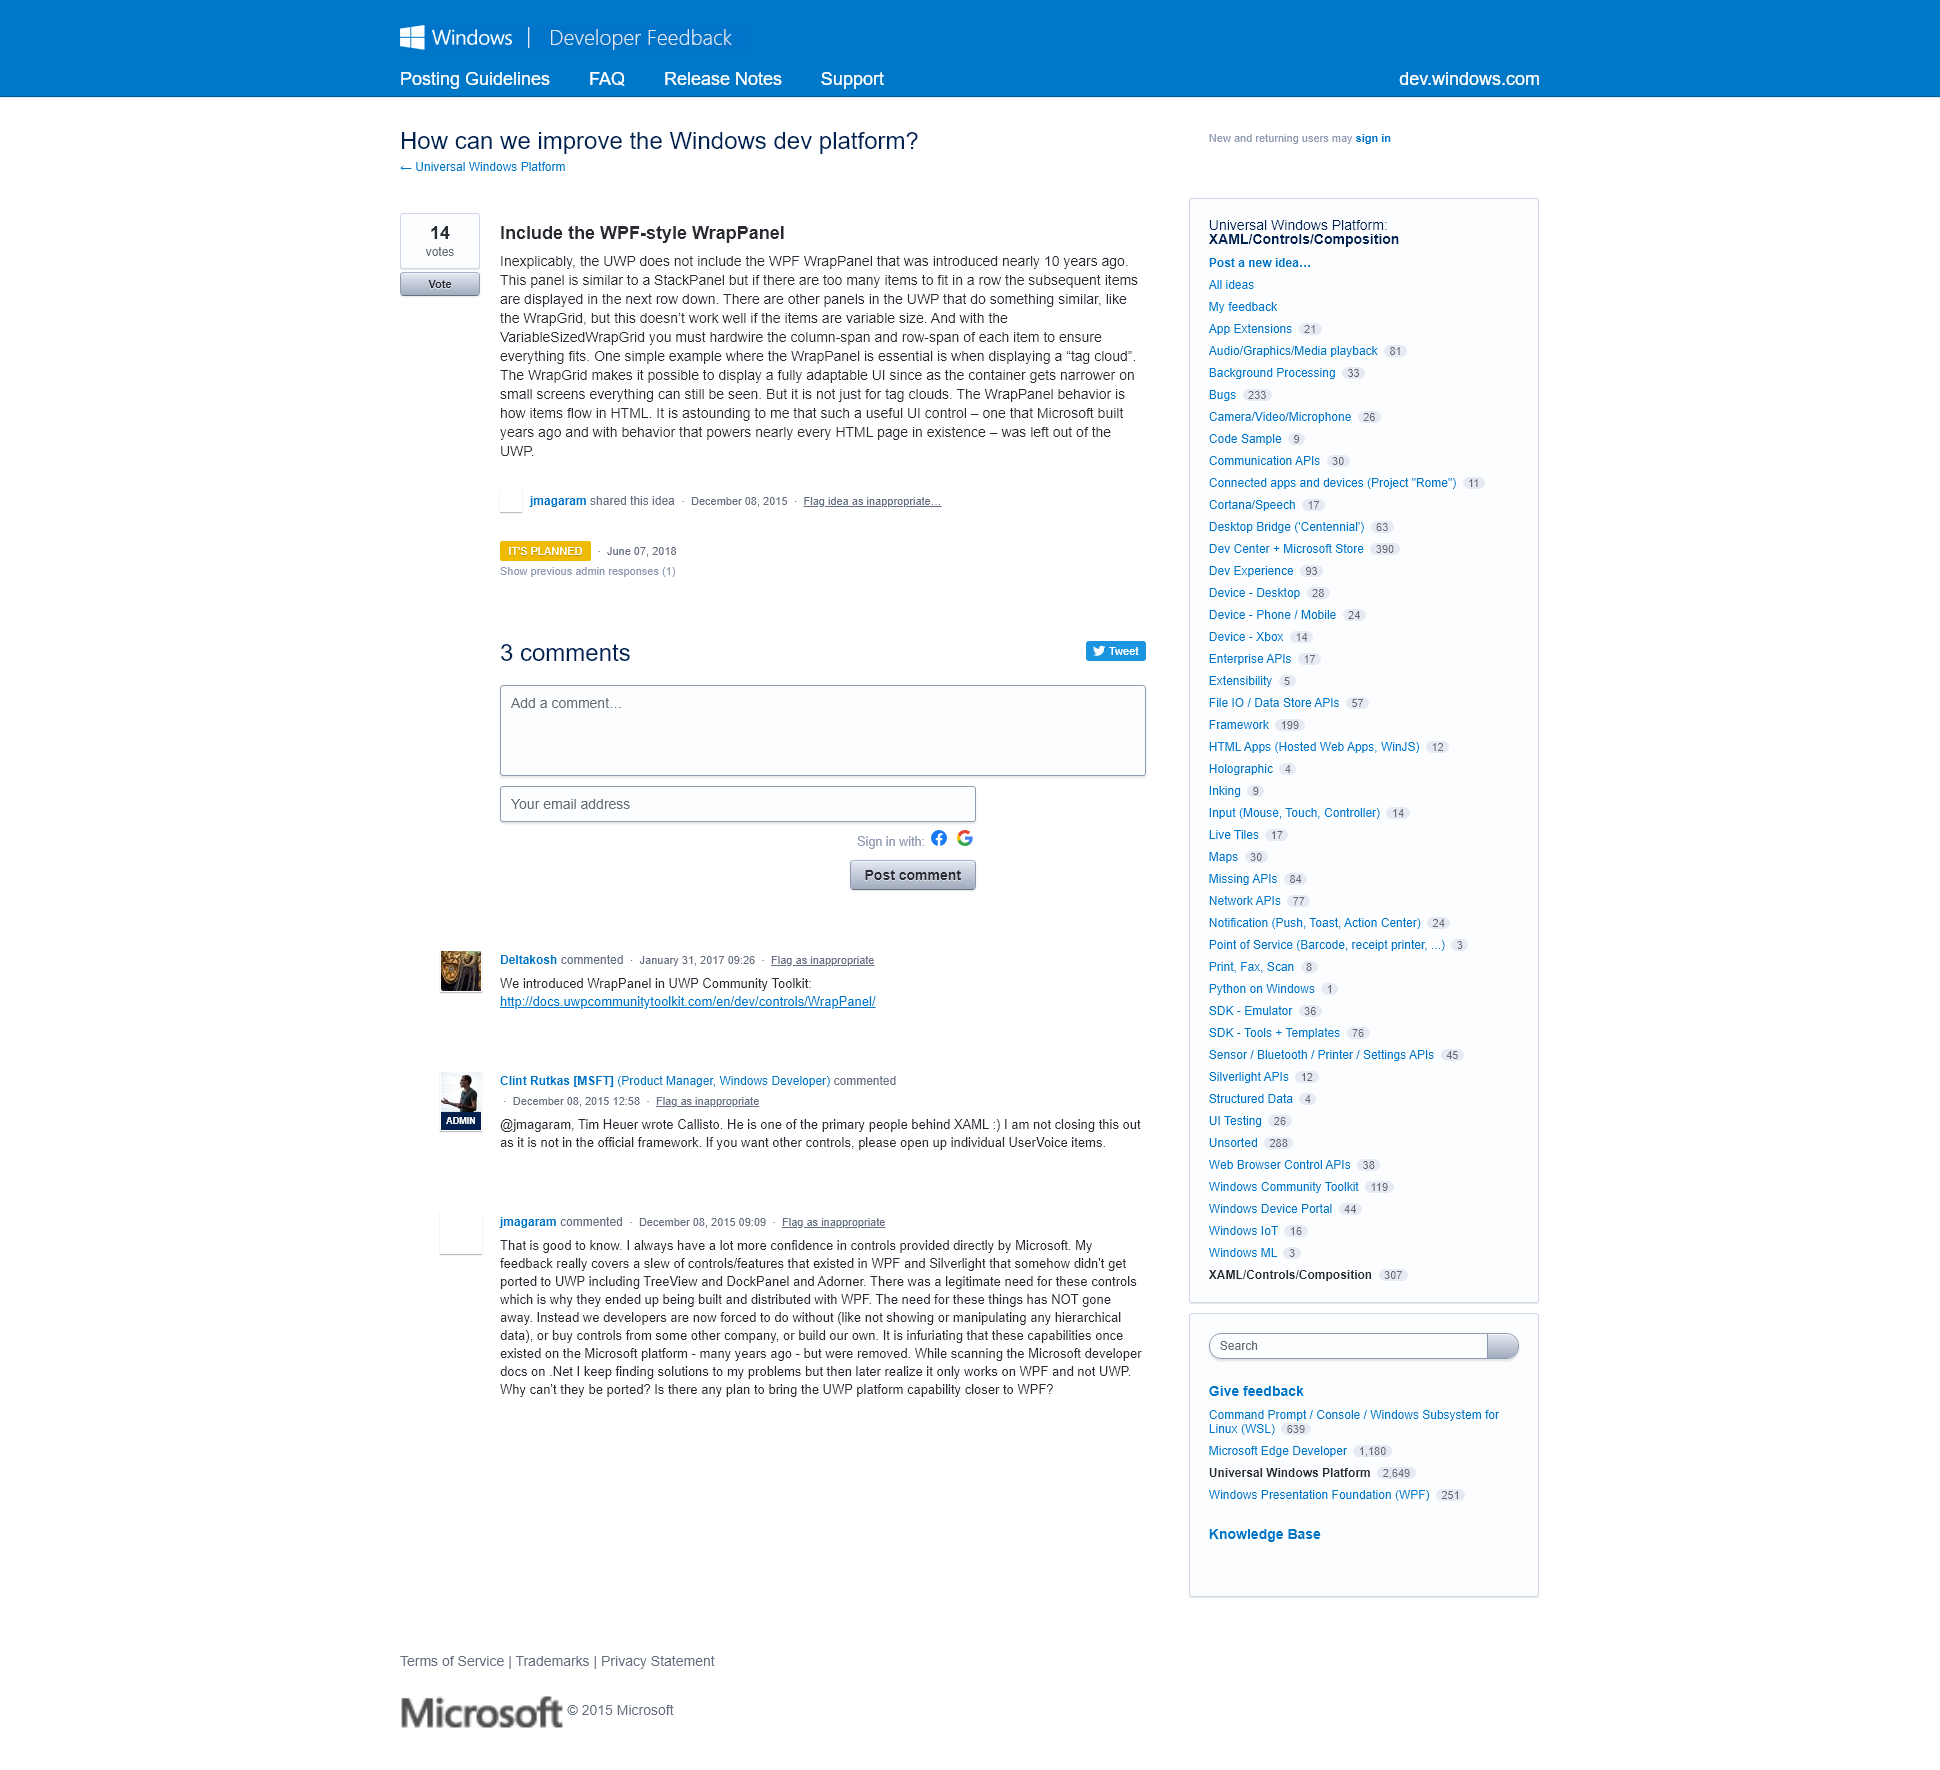 Windows | Developer Feedback
Posting Guidelines FAQ Release Notes Support dev.windows.com
How can we improve the Windows dev platform?
← Universal Windows Platform
New and returning users may sign in
14
votes
Vote
Include the WPF-style WrapPanel
Inexplicably, the UWP does not include the WPF WrapPanel that was introduced nearly 10 years ago.
This panel is similar to a StackPanel but if there are too many items to fit in a row the subsequent items
are displayed in the next row down. There are other panels in the UWP that do something similar, like
the WrapGrid, but this doesn’t work well if the items are variable size. And with the
VariableSizedWrapGrid you must hardwire the column-span and row-span of each item to ensure
everything fits. One simple example where the WrapPanel is essential is when displaying a “tag cloud”.
The WrapGrid makes it possible to display a fully adaptable UI since as the container gets narrower on
small screens everything can still be seen. But it is not just for tag clouds. The WrapPanel behavior is
how items flow in HTML. It is astounding to me that such a useful UI control – one that Microsoft built
years ago and with behavior that powers nearly every HTML page in existence – was left out of the
UWP.
jmagaram shared this idea · December 08, 2015 · Flag idea as inappropriate…
IT'S PLANNED · June 07, 2018
Show previous admin responses (1)
3 comments
Tweet
Add a comment…
Your email address
Sign in with:
Post comment
Deltakosh commented · January 31, 2017 09:26 · Flag as inappropriate
We introduced WrapPanel in UWP Community Toolkit:
http://docs.uwpcommunitytoolkit.com/en/dev/controls/WrapPanel/
ADMIN
Clint Rutkas [MSFT] (Product Manager, Windows Developer) commented
· December 08, 2015 12:58 · Flag as inappropriate
@jmagaram, Tim Heuer wrote Callisto. He is one of the primary people behind XAML :) I am not closing this out
as it is not in the official framework. If you want other controls, please open up individual UserVoice items.
jmagaram commented · December 08, 2015 09:09 · Flag as inappropriate
That is good to know. I always have a lot more confidence in controls provided directly by Microsoft. My
feedback really covers a slew of controls/features that existed in WPF and Silverlight that somehow didn't get
ported to UWP including TreeView and DockPanel and Adorner. There was a legitimate need for these controls
which is why they ended up being built and distributed with WPF. The need for these things has NOT gone
away. Instead we developers are now forced to do without (like not showing or manipulating any hierarchical
data), or buy controls from some other company, or build our own. It is infuriating that these capabilities once
existed on the Microsoft platform - many years ago - but were removed. While scanning the Microsoft developer
docs on .Net I keep finding solutions to my problems but then later realize it only works on WPF and not UWP.
Why can't they be ported? Is there any plan to bring the UWP platform capability closer to WPF?
Universal Windows Platform:
XAML/Controls/Composition
Post a new idea…
All ideas
My feedback
App Extensions 21
Audio/Graphics/Media playback 81
Background Processing 33
Bugs 233
Camera/Video/Microphone 26
Code Sample 9
Communication APIs 30
Connected apps and devices (Project "Rome") 11
Cortana/Speech 17
Desktop Bridge ('Centennial') 63
Dev Center + Microsoft Store 390
Dev Experience 93
Device - Desktop 28
Device - Phone / Mobile 24
Device - Xbox 14
Enterprise APIs 17
Extensibility 5
File IO / Data Store APIs 57
Framework 199
HTML Apps (Hosted Web Apps, WinJS) 12
Holographic 4
Inking 9
Input (Mouse, Touch, Controller) 14
Live Tiles 17
Maps 30
Missing APIs 84
Network APIs 77
Notification (Push, Toast, Action Center) 24
Point of Service (Barcode, receipt printer, ...) 3
Print, Fax, Scan 8
Python on Windows 1
SDK - Emulator 36
SDK - Tools + Templates 76
Sensor / Bluetooth / Printer / Settings APIs 45
Silverlight APIs 12
Structured Data 4
UI Testing 26
Unsorted 288
Web Browser Control APIs 38
Windows Community Toolkit 119
Windows Device Portal 44
Windows IoT 16
Windows ML 3
XAML/Controls/Composition 307
Search
Give feedback
Command Prompt / Console / Windows Subsystem for
Linux (WSL) 639
Microsoft Edge Developer 1,180
Universal Windows Platform 2,649
Windows Presentation Foundation (WPF) 251
Knowledge Base
Terms of Service | Trademarks | Privacy Statement
Microsoft © 2015 Microsoft